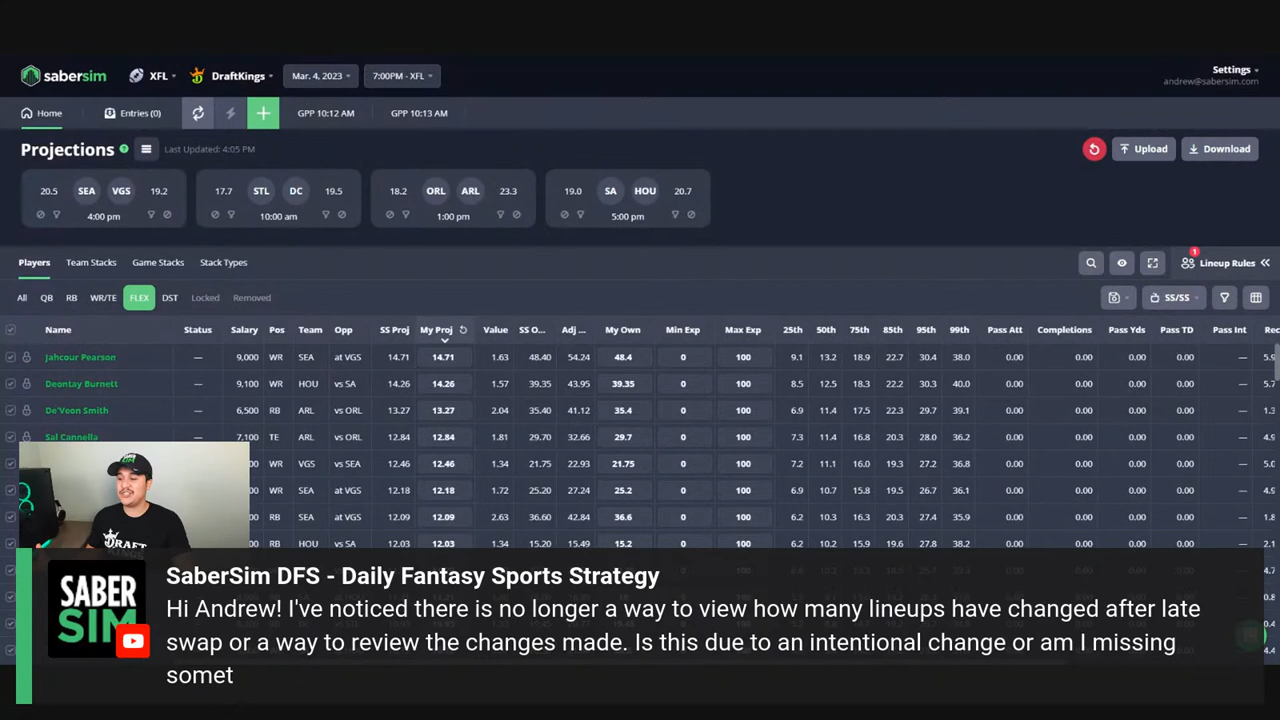 sabersim XFL DraftKings Mar. 4, 2023 7:00PM - XFL Settings
andrew@sabersim.com
Home Entries (0) + GPP 10:12 AM GPP 10:13 AM
Projections Last Updated: 4:05 PM Upload Download
20.5 SEA VGS 19.2 17.7 STL DC 19.5 18.2 ORL ARL 23.3 19.0 SA HOU 20.7
4:00 pm 10:00 am 1:00 pm 5:00 pm
Players Team Stacks Game Stacks Stack Types 1 Lineup Rules
All QB RB WR/TE FLEX DST Locked Removed SS/SS
Name Status Salary Pos Team Opp SS Proj My Proj Value SS O... Adj ... My Own Min Exp Max Exp 25th 50th 75th 85th 95th 99th Pass Att Completions Pass Yds Pass TD Pass Int Rec
Jahcour Pearson — 9,000 WR SEA at VGS 14.71 14.71 1.63 48.40 54.24 48.4 0 100 9.1 13.2 18.9 22.7 30.4 38.0 0.00 0.00 0.00 0.00 — 5.9
Deontay Burnett — 9,100 WR HOU vs SA 14.26 14.26 1.57 39.35 43.95 39.35 0 100 8.5 12.5 18.3 22.2 30.3 40.0 0.00 0.00 0.00 0.00 — 5.7
De'Veon Smith — 6,500 RB ARL vs ORL 13.27 13.27 2.04 35.40 41.12 35.4 0 100 6.9 11.4 17.5 22.3 29.7 39.1 0.00 0.00 0.00 0.00 — 1.3
Sal Cannella — 7,100 TE ARL vs ORL 12.84 12.84 1.81 29.70 32.66 29.7 0 100 7.3 11.4 16.8 20.3 28.0 36.2 0.00 0.00 0.00 0.00 — 4.9
WR VGS vs SEA 12.46 12.46 1.34 21.75 22.93 21.75 0 100 7.2 11.1 16.0 19.3 27.2 36.8 0.00 0.00 0.00 0.00 — 4.9
WR SEA at VGS 12.18 12.18 1.72 25.20 27.24 25.2 0 100 6.9 10.7 15.8 19.5 26.7 36.1 0.00 0.00 0.00 0.00 — 4.9
RB SEA at VGS 12.09 12.09 2.63 36.60 42.84 36.6 0 100 6.2 10.3 16.3 20.4 27.4 35.9 0.00 0.00 0.00 0.00 — 1.8
RB HOU vs SA 12.03 12.03 1.34 15.20 15.49 15.2 0 100 6.2 10.3 15.9 19.6 27.8 38.2 0.00 0.00 0.00 0.00 — 2.1
DRAFT
SABER
SIM
SaberSim DFS - Daily Fantasy Sports Strategy
Hi Andrew! I've noticed there is no longer a way to view how many lineups have changed after late
swap or a way to review the changes made. Is this due to an intentional change or am I missing
somet